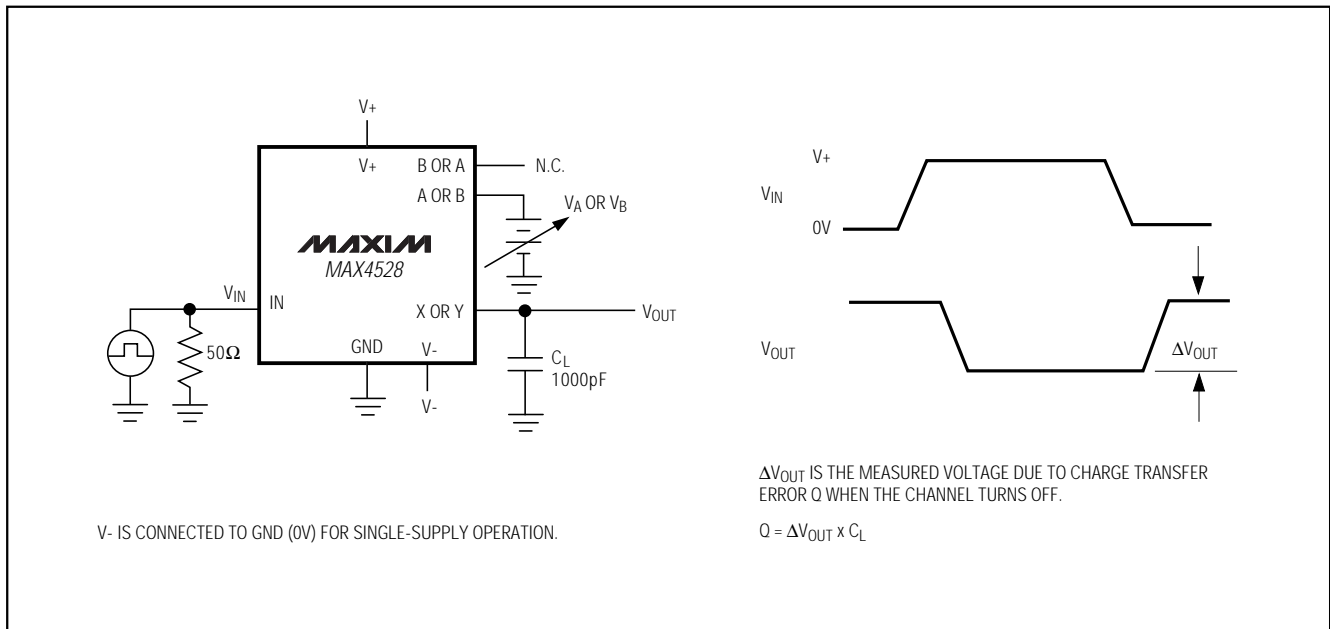 V+
V+
B OR A
N.C.
A OR B
VA OR VB
MAXIM
MAX4528
VIN
IN
X OR Y
VOUT
50Ω
GND
V-
CL
1000pF
V-
V- IS CONNECTED TO GND (0V) FOR SINGLE-SUPPLY OPERATION.
V+
VIN
0V
VOUT
ΔVOUT
ΔVOUT IS THE MEASURED VOLTAGE DUE TO CHARGE TRANSFER
ERROR Q WHEN THE CHANNEL TURNS OFF.
Q = ΔVOUT x CL